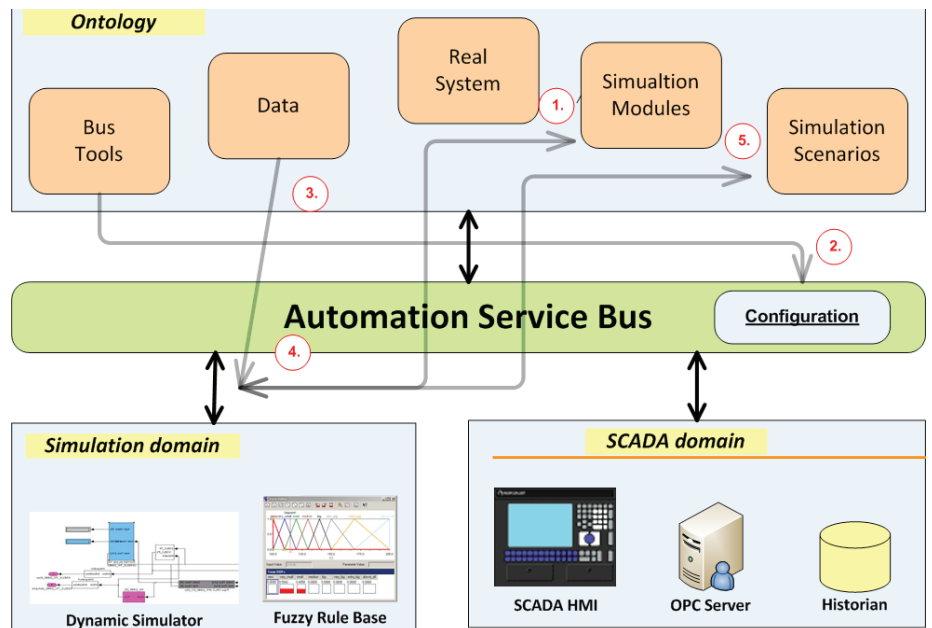 Ontology
Real
System
Simualtion
Modules
Data
Bus
Tools
Simulation
Scenarios
1.
5.
3.
2.
Automation Service Bus
Configuration
4.
Simulation domain
SCADA domain
Dynamic Simulator
Fuzzy Rule Base
SCADA HMI
OPC Server
Historian